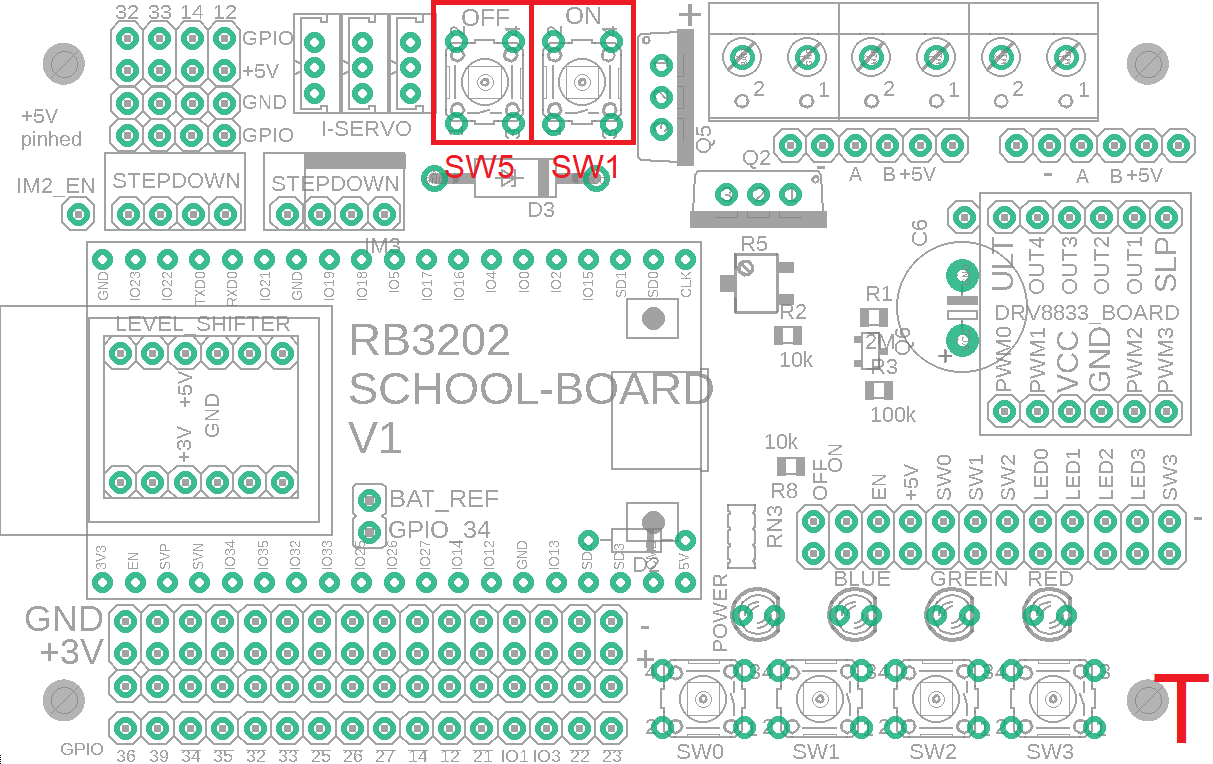 32 33 14 12
GPIO
+5V
GND
GPIO
+5V
pinhed
I-SERVO
OFF
ON
SW5 SW1
+
Q5
2 1 2 1 2 1
Q2
- A B +5V
- A B +5V
IM2_EN
STEPDOWN
STEPDOWN
IM3
D3
3 2 1
R5
C6
ULT OUT4 OUT3 OUT2 OUT1 SLP
DRV8833_BOARD
PWM0 PWM1 VCC GND PWM2 PWM3
+
R1
R2
10k
2M
Q6
R3
100k
GND IO23 IO22 TXD0 RXD0 IO21 GND IO19 IO18 IO5 IO17 IO16 IO4 IO0 IO2 IO15 SD1 SD0 CLK
LEVEL_SHIFTER
+5V
GND
+3V
RB3202
SCHOOL-BOARD
V1
BAT_REF
GPIO_34
3V3 EN SVP SVN IO34 IO35 IO32 IO33 IO25 IO26 IO27 IO14 IO12 GND IO13 SD3 5V
10k
R8
RN3
OFF ON EN +5V SW0 SW1 SW2 LED0 LED1 LED2 LED3 SW3
-
BLUE GREEN RED
POWER
GND
+3V
-
+
GPIO
36 39 34 35 32 33 25 26 27 14 12 21 IO1 IO3 22 23
SW0 SW1 SW2 SW3
T